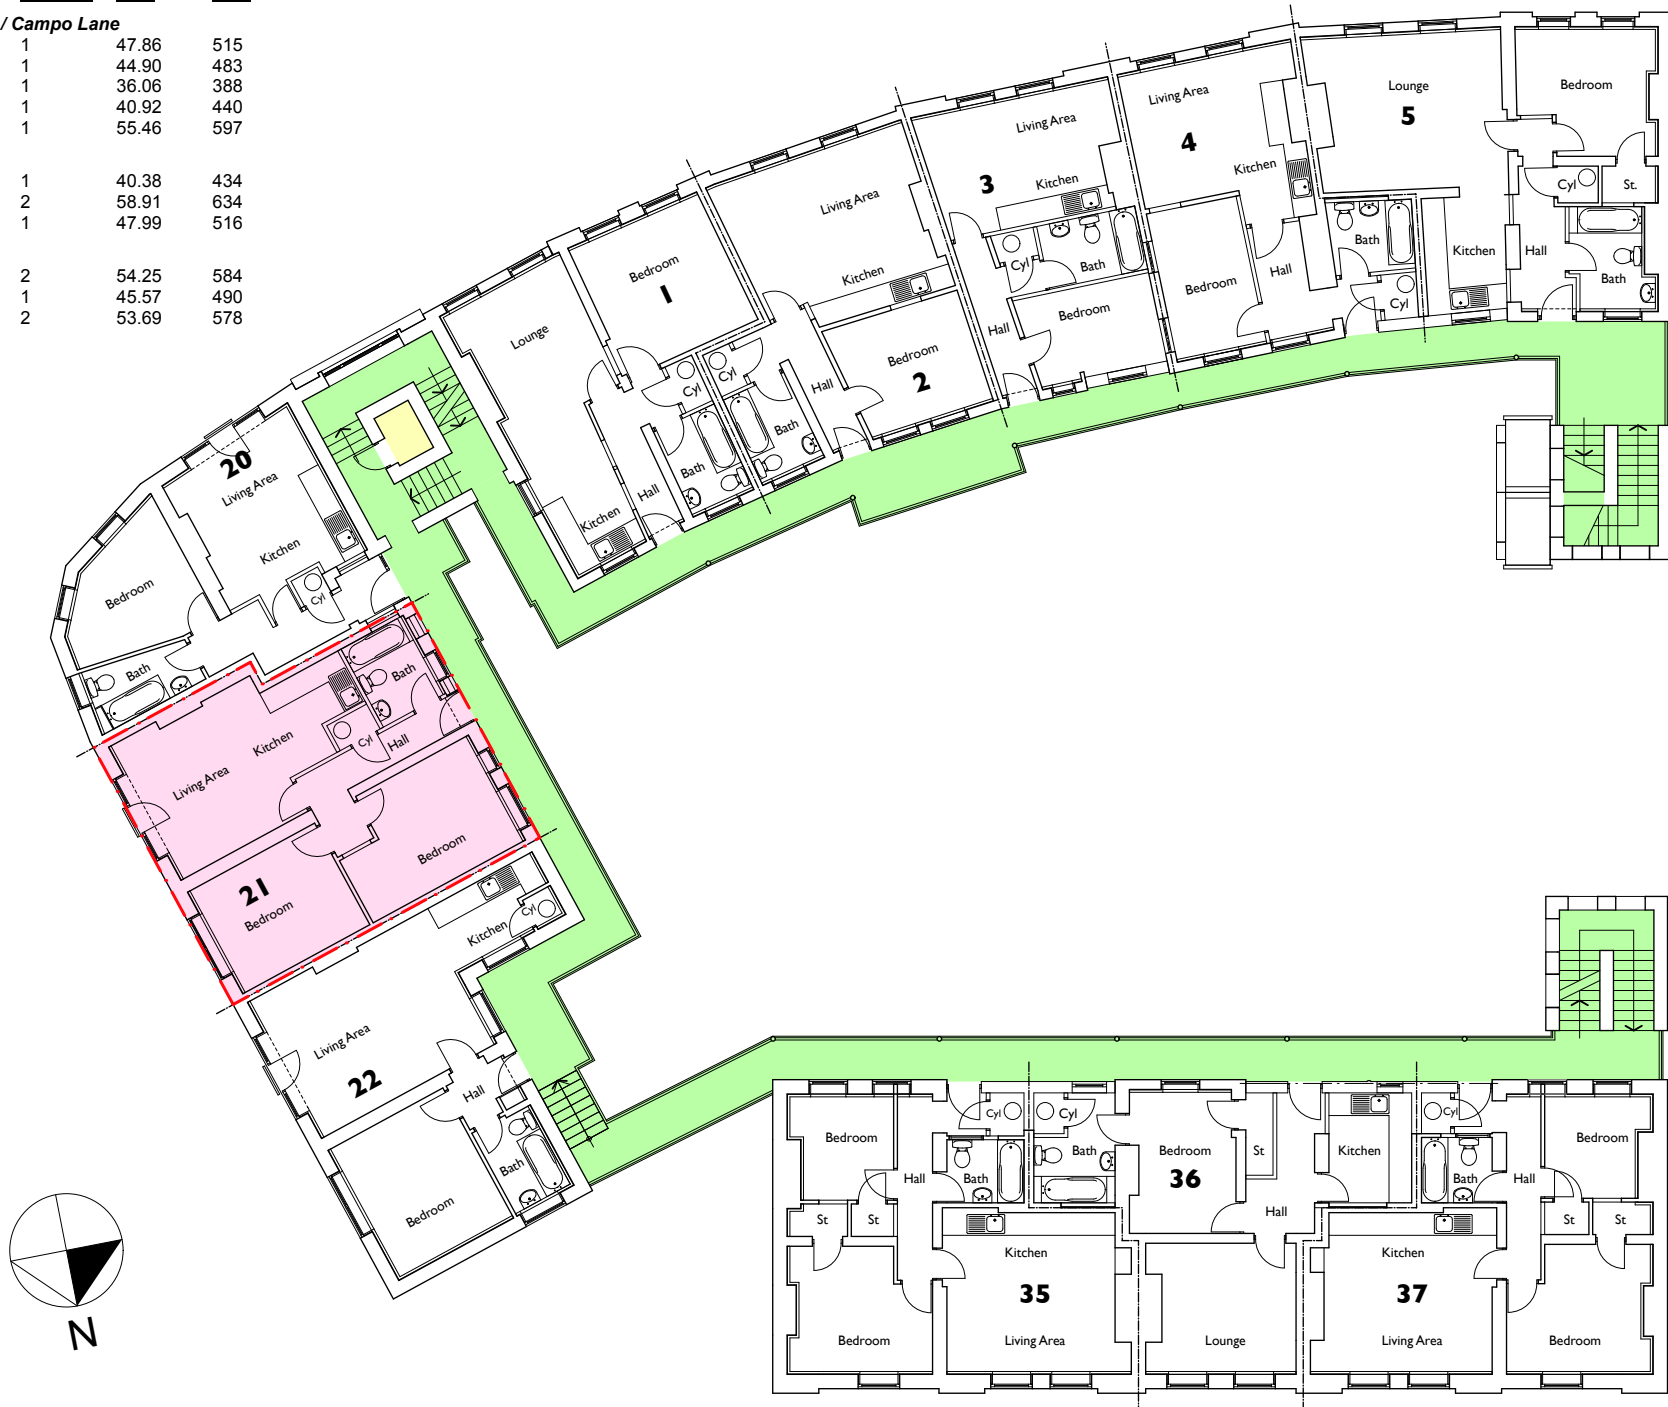 / Campo Lane
1 47.86 515
1 44.90 483
1 36.06 388
1 40.92 440
1 55.46 597
1 40.38 434
2 58.91 634
1 47.99 516
2 54.25 584
1 45.57 490
2 53.69 578
Lounge
Bedroom
1
Cyl
Bath
Hall
Kitchen
Living Area
Kitchen
Cyl
Hall
Bath
Bedroom
2
Living Area
3
Kitchen
Cyl
Bath
Hall
Bedroom
Living Area
4
Kitchen
Bedroom
Hall
Bath
Cyl
Lounge
5
Bedroom
Cyl
St.
Kitchen
Hall
Bath
20
Living Area
Kitchen
Bedroom
Cyl
Bath
Bath
Kitchen
Cyl
Hall
Living Area
Bedroom
21
Bedroom
Kitchen
Cyl
Living Area
22
Hall
Bath
Bedroom
N
Bedroom
Hall
Cyl
Bath
St
St
Kitchen
35
Bedroom
Living Area
Cyl
Bath
Bedroom
36
St
Kitchen
Hall
Lounge
Cyl
Bath
Hall
Bedroom
St
St
Kitchen
37
Living Area
Bedroom